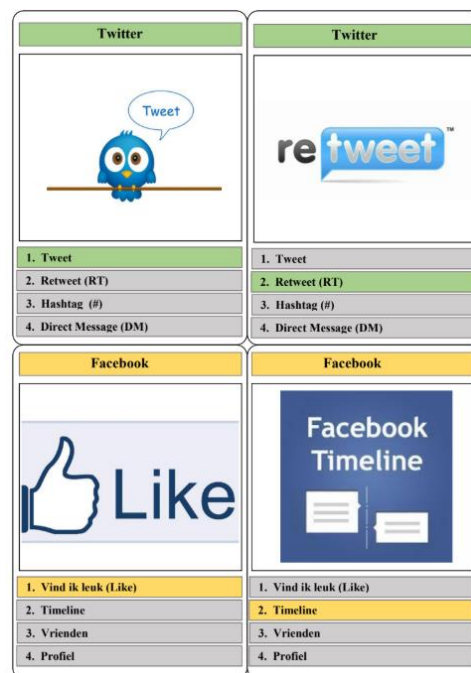 Twitter
Tweet
1. Tweet
2. Retweet (RT)
3. Hashtag (#)
4. Direct Message (DM)
Twitter
retweet™
1. Tweet
2. Retweet (RT)
3. Hashtag (#)
4. Direct Message (DM)
Facebook
Like
1. Vind ik leuk (Like)
2. Timeline
3. Vrienden
4. Profiel
Facebook
Facebook
Timeline
1. Vind ik leuk (Like)
2. Timeline
3. Vrienden
4. Profiel